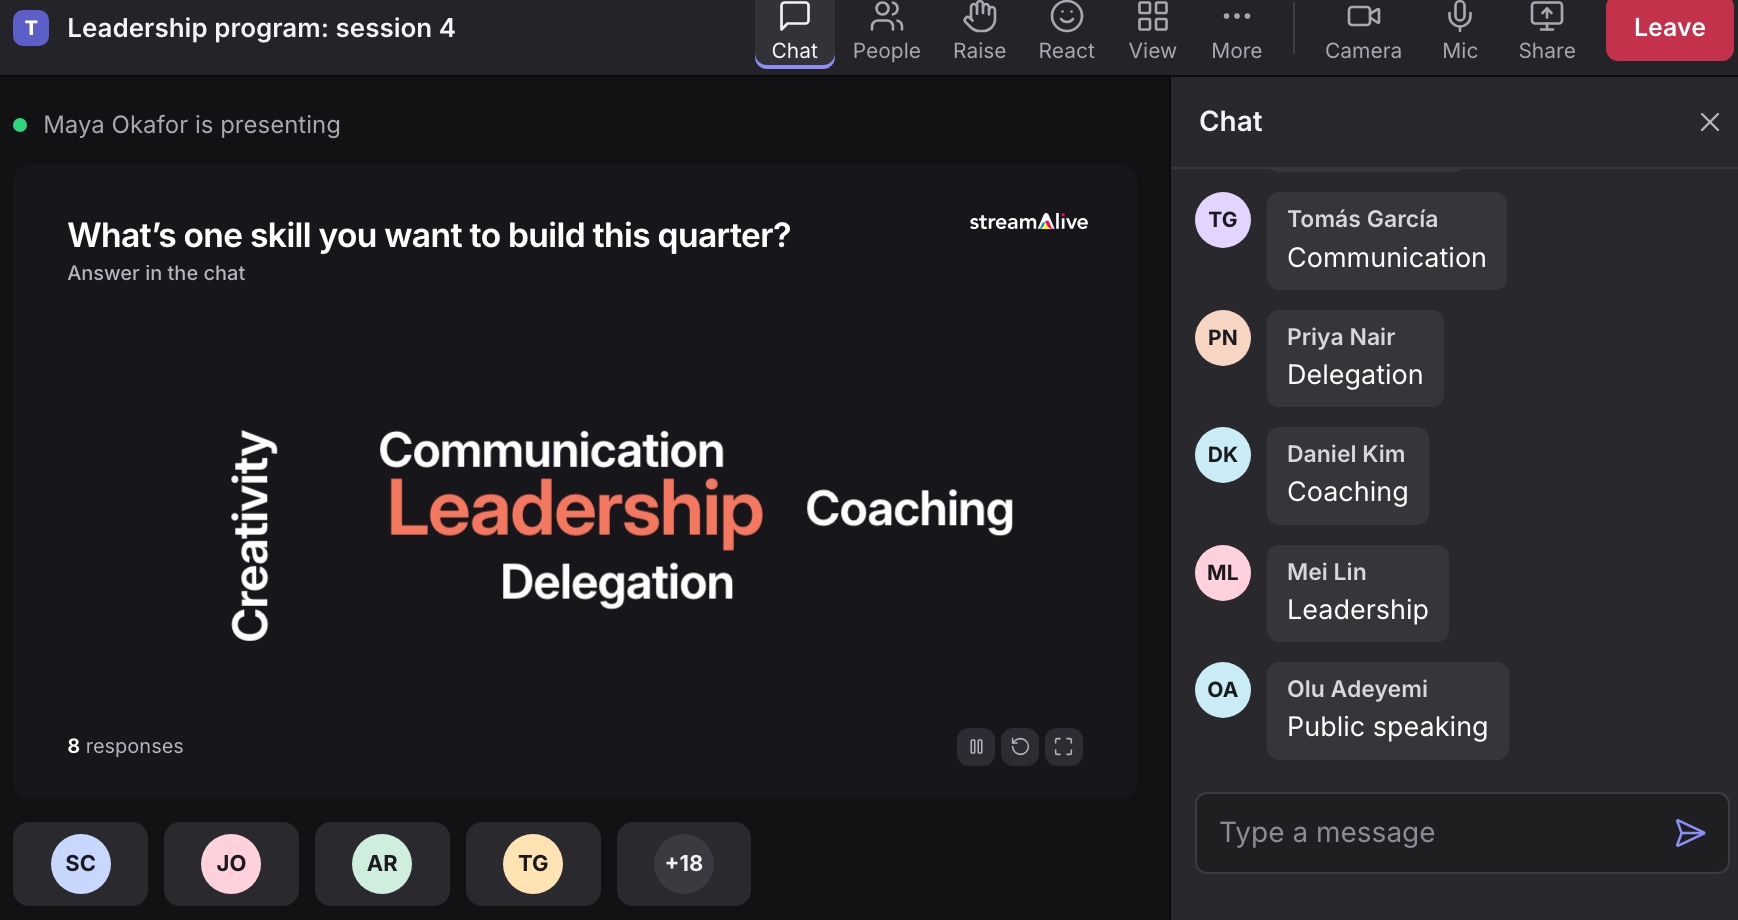 T Leadership program: session 4
Chat
People
Raise
React
View
More
Camera
Mic
Share
Leave
Maya Okafor is presenting
What’s one skill you want to build this quarter?
Answer in the chat
streamAlive
Creativity
Communication
Leadership
Coaching
Delegation
8 responses
SC
JO
AR
TG
+18
Chat
TG
Tomás García
Communication
PN
Priya Nair
Delegation
DK
Daniel Kim
Coaching
ML
Mei Lin
Leadership
OA
Olu Adeyemi
Public speaking
Type a message